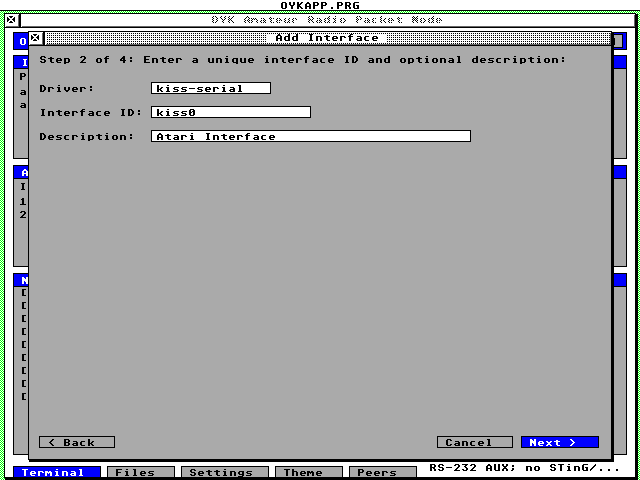 OYKAPP.PRG
OYK Amateur Radio Packet Node
Add Interface
Step 2 of 4: Enter a unique interface ID and optional description:
Driver: kiss-serial
Interface ID: kiss0
Description: Atari Interface
< Back Cancel Next >
Terminal Files Settings Theme Peers RS-232 AUX; no STinG/...